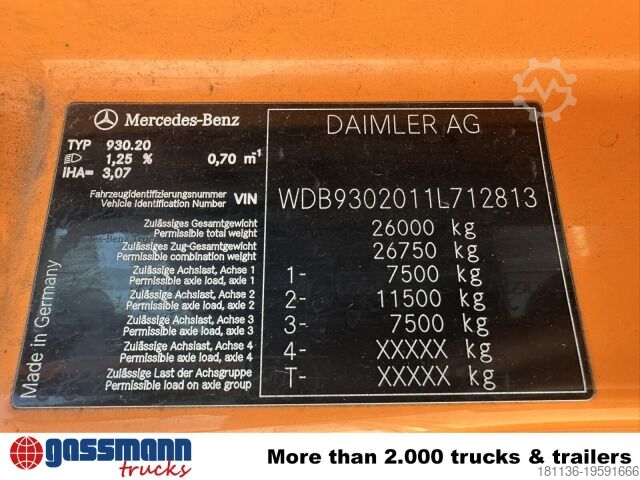 Mercedes-Benz
TYP 930.20
1,25 % 0,70 m⁻¹
IHA= 3,07
DAIMLER AG
Fahrzeugidentifizierungsnummer
Vehicle Identification Number VIN WDB9302011L712813
Zulässiges Gesamtgewicht
Permissible total weight 26000 kg
Zulässiges Zug-Gesamtgewicht
Permissible combination weight 26750 kg
Zulässige Achslast, Achse 1
Permissible axle load, axle 1 1- 7500 kg
Zulässige Achslast, Achse 2
Permissible axle load, axle 2 2- 11500 kg
Zulässige Achslast, Achse 3
Permissible axle load, axle 3 3- 7500 kg
Zulässige Achslast, Achse 4
Permissible axle load, axle 4 4- XXXXX kg
Zulässige Last der Achsgruppe
Permissible load on axle group T- XXXXX kg
Made in Germany
gassmann
trucks
More than 2.000 trucks & trailers
181136-19591666